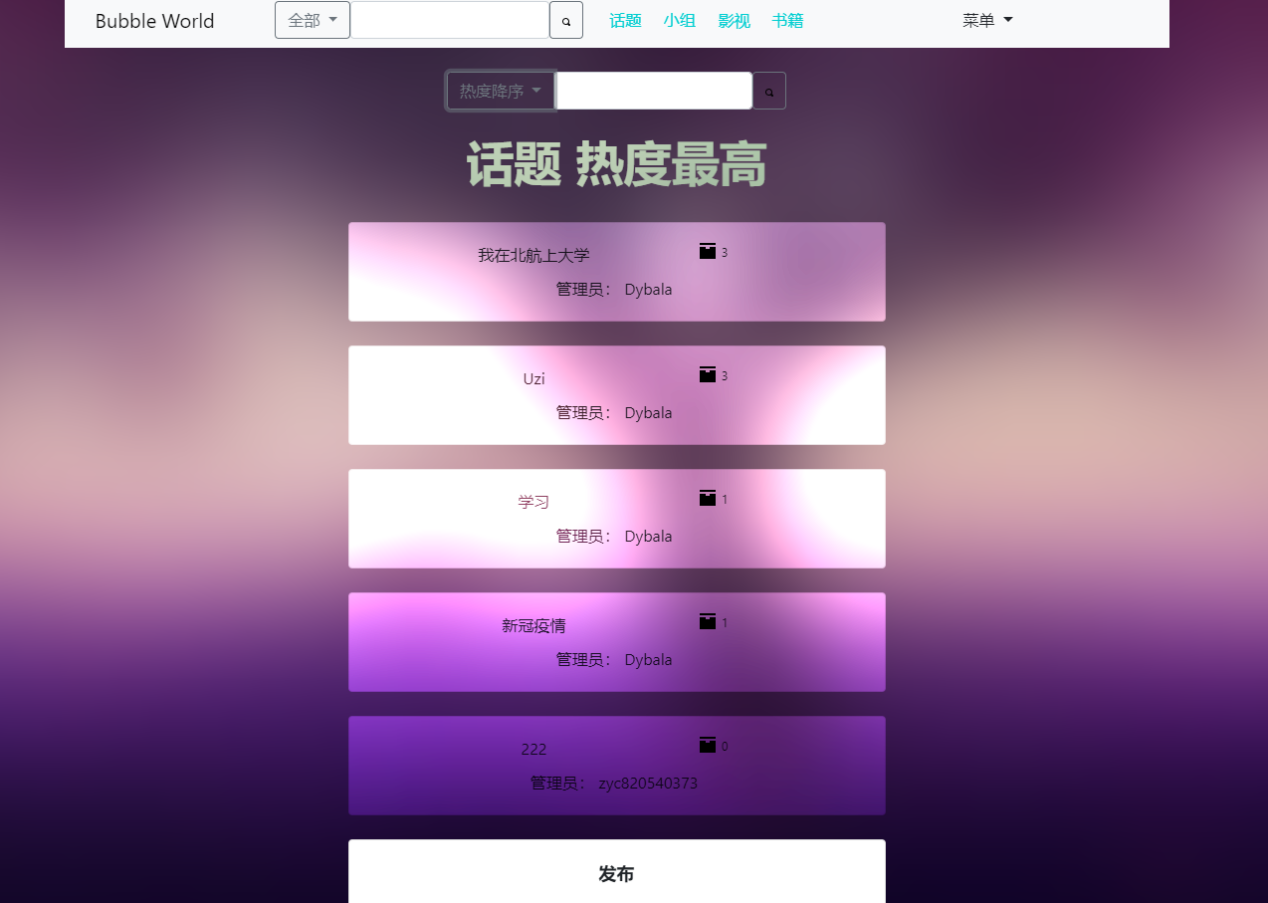 Bubble World 全部 话题 小组 影视 书籍 菜单
热度降序
话题 热度最高
我在北航上大学 3
管理员： Dybala
Uzi 3
管理员： Dybala
学习 1
管理员： Dybala
新冠疫情 1
管理员： Dybala
222 0
管理员： zyc820540373
发布